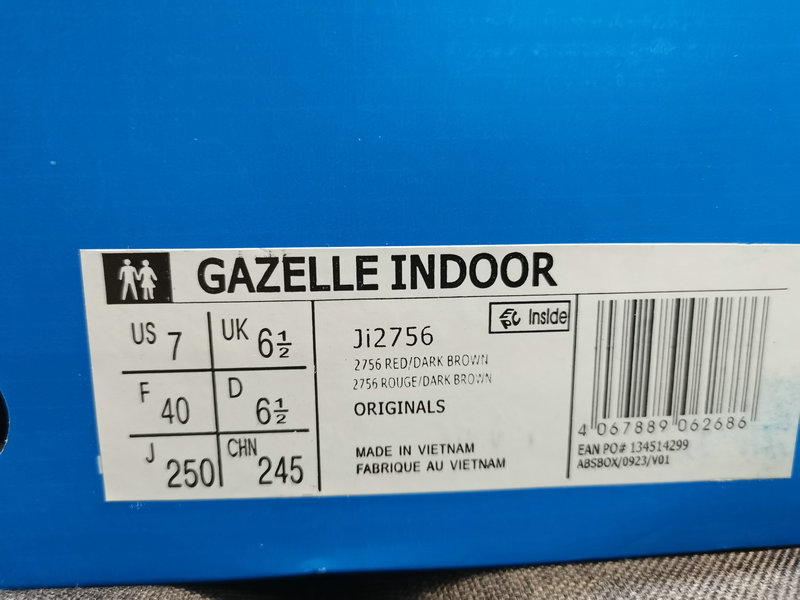 GAZELLE INDOOR
US 7 UK 6½
F 40 D 6½
J 250 CHN 245
Ji2756
Inside
2756 RED/DARK BROWN
2756 ROUGE/DARK BROWN
ORIGINALS
MADE IN VIETNAM
FABRIQUE AU VIETNAM
4 067889 062686
EAN PO# 134514299
ABSBOX/0923/V01